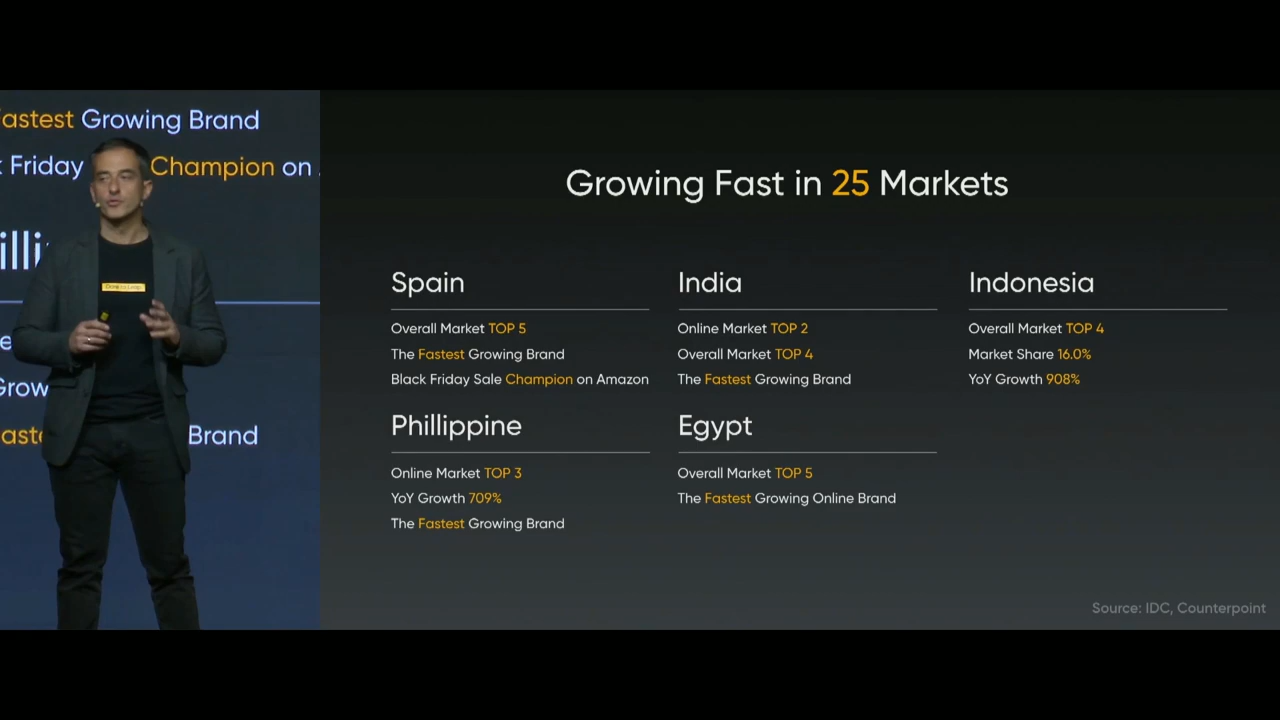 Fastest Growing Brand
Friday Champion on
Growing Fast in 25 Markets
Spain
Overall Market TOP 5
The Fastest Growing Brand
Black Friday Sale Champion on Amazon
India
Online Market TOP 2
Overall Market TOP 4
The Fastest Growing Brand
Indonesia
Overall Market TOP 4
Market Share 16.0%
YoY Growth 908%
Phillippine
Online Market TOP 3
YoY Growth 709%
The Fastest Growing Brand
Egypt
Overall Market TOP 5
The Fastest Growing Online Brand
Brand
Source: IDC, Counterpoint